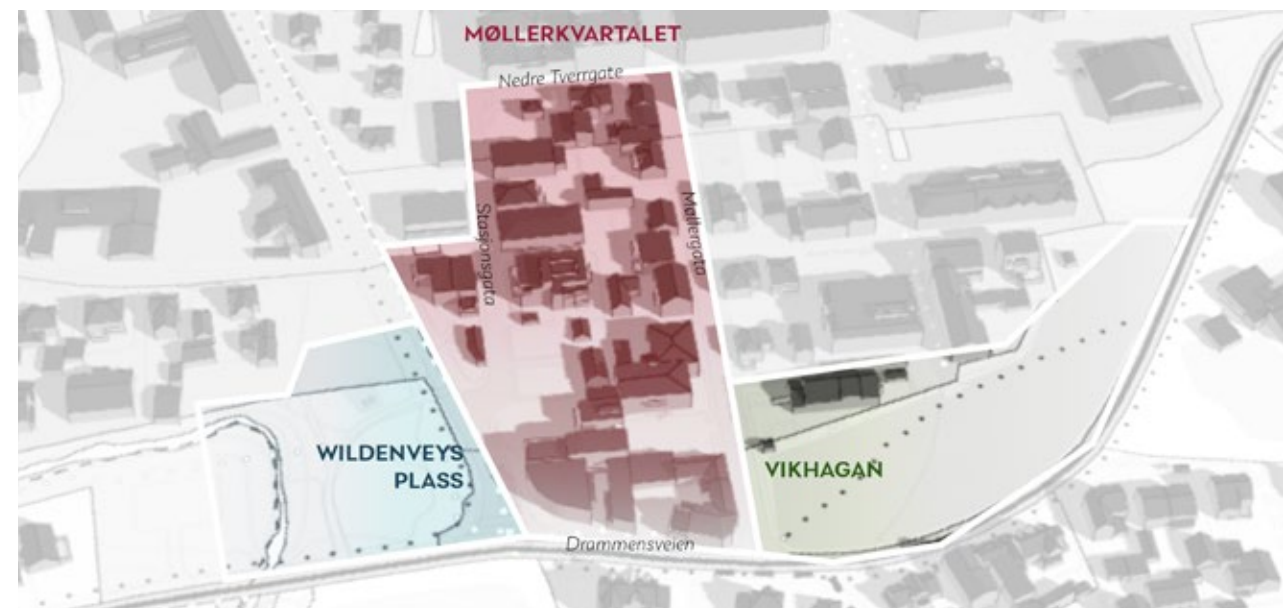 MØLLERKVARTALET
Nedre Tverrgate
Stasjonsgata
Møllergata
WILDENVEYS
PLASS
VIKHAGAN
Drammensveien